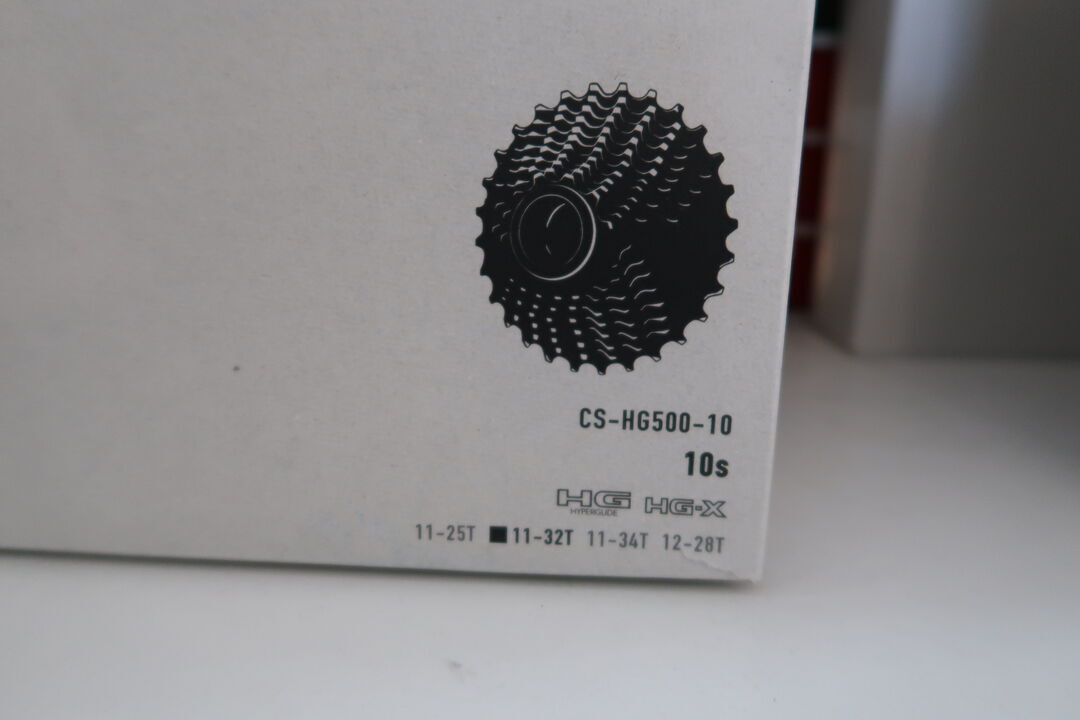 CS-HG500-10
10s
HG HG-X
HYPERGLIDE
11-25T ■11-32T 11-34T 12-28T